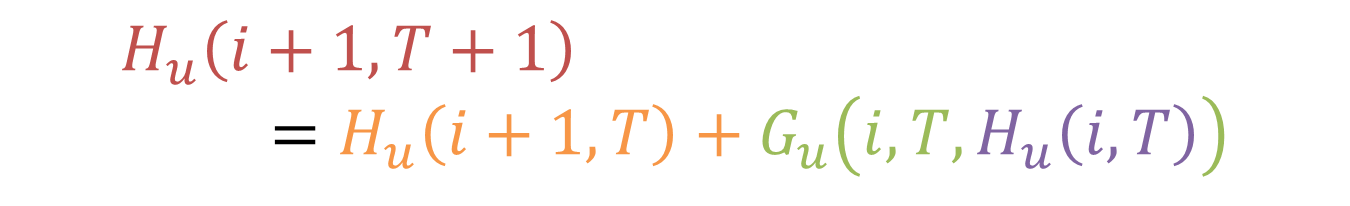 H_u(i + 1, T + 1)
= H_u(i + 1, T) + G_u(i, T, H_u(i, T))